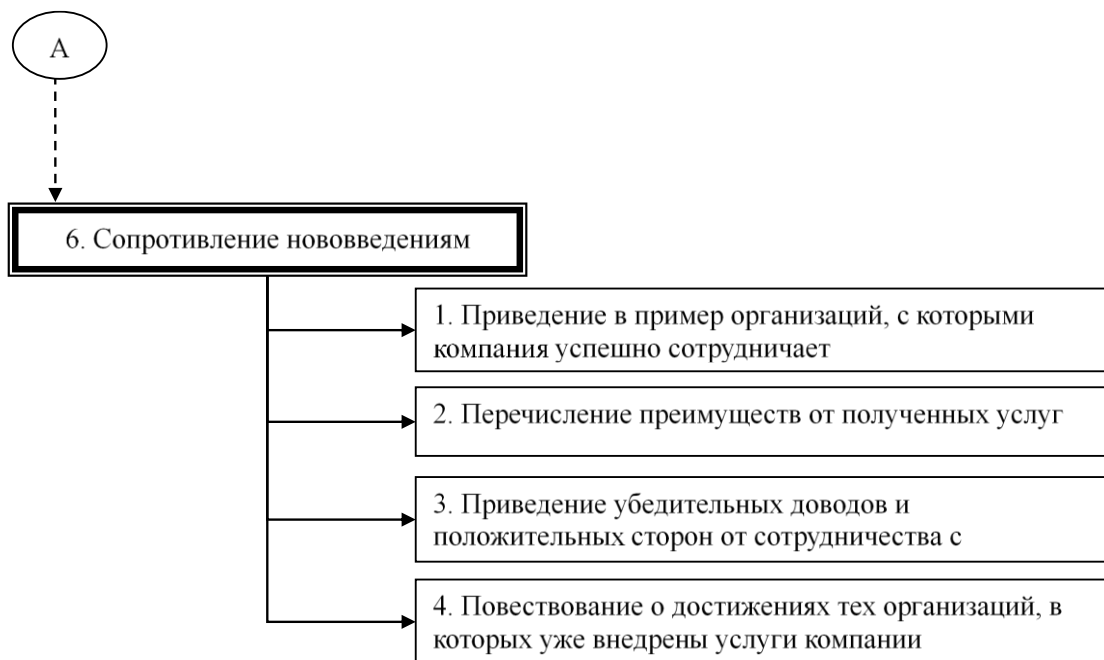 А
6. Сопротивление нововведениям
1. Приведение в пример организаций, с которыми
компания успешно сотрудничает
2. Перечисление преимуществ от полученных услуг
3. Приведение убедительных доводов и
положительных сторон от сотрудничества с
4. Повествование о достижениях тех организаций, в
которых уже внедрены услуги компании